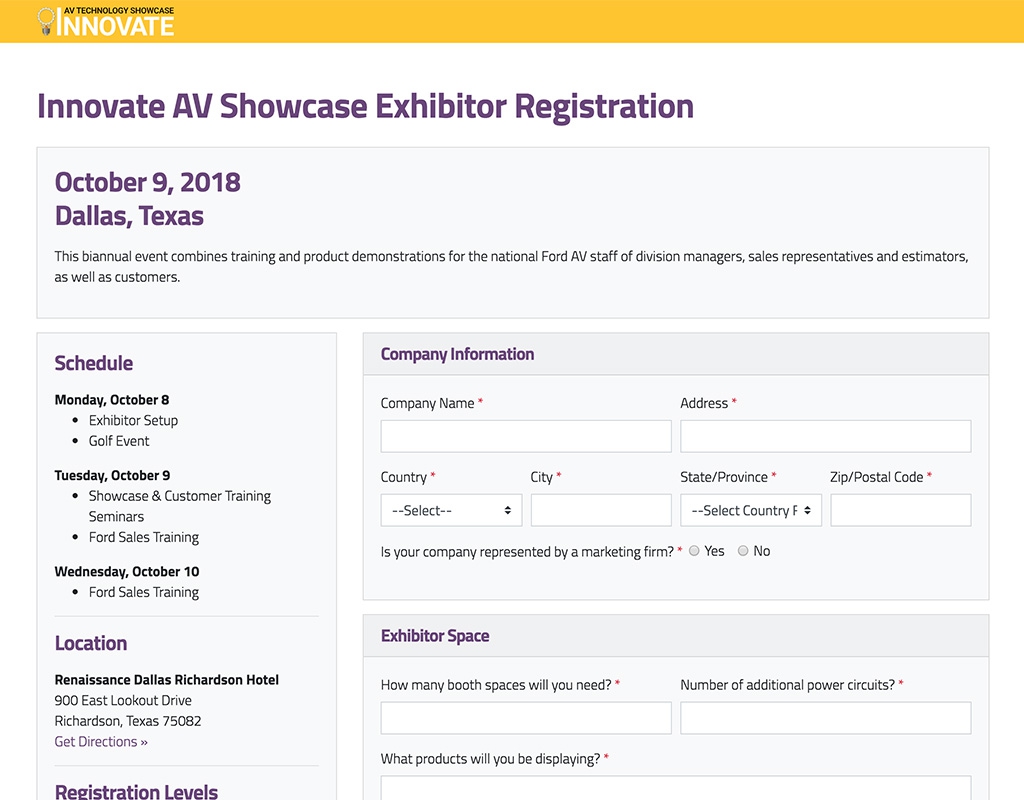 AV TECHNOLOGY SHOWCASE
INNOVATE
Innovate AV Showcase Exhibitor Registration
October 9, 2018
Dallas, Texas
This biannual event combines training and product demonstrations for the national Ford AV staff of division managers, sales representatives and estimators,
as well as customers.
Schedule
Monday, October 8
• Exhibitor Setup
• Golf Event
Tuesday, October 9
• Showcase & Customer Training
Seminars
• Ford Sales Training
Wednesday, October 10
• Ford Sales Training
Location
Renaissance Dallas Richardson Hotel
900 East Lookout Drive
Richardson, Texas 75082
Get Directions »
Registration Levels
Company Information
Company Name *
Address *
Country *
City *
State/Province *
Zip/Postal Code *
--Select--
--Select Country F
Is your company represented by a marketing firm? * Yes No
Exhibitor Space
How many booth spaces will you need? *
Number of additional power circuits? *
What products will you be displaying? *